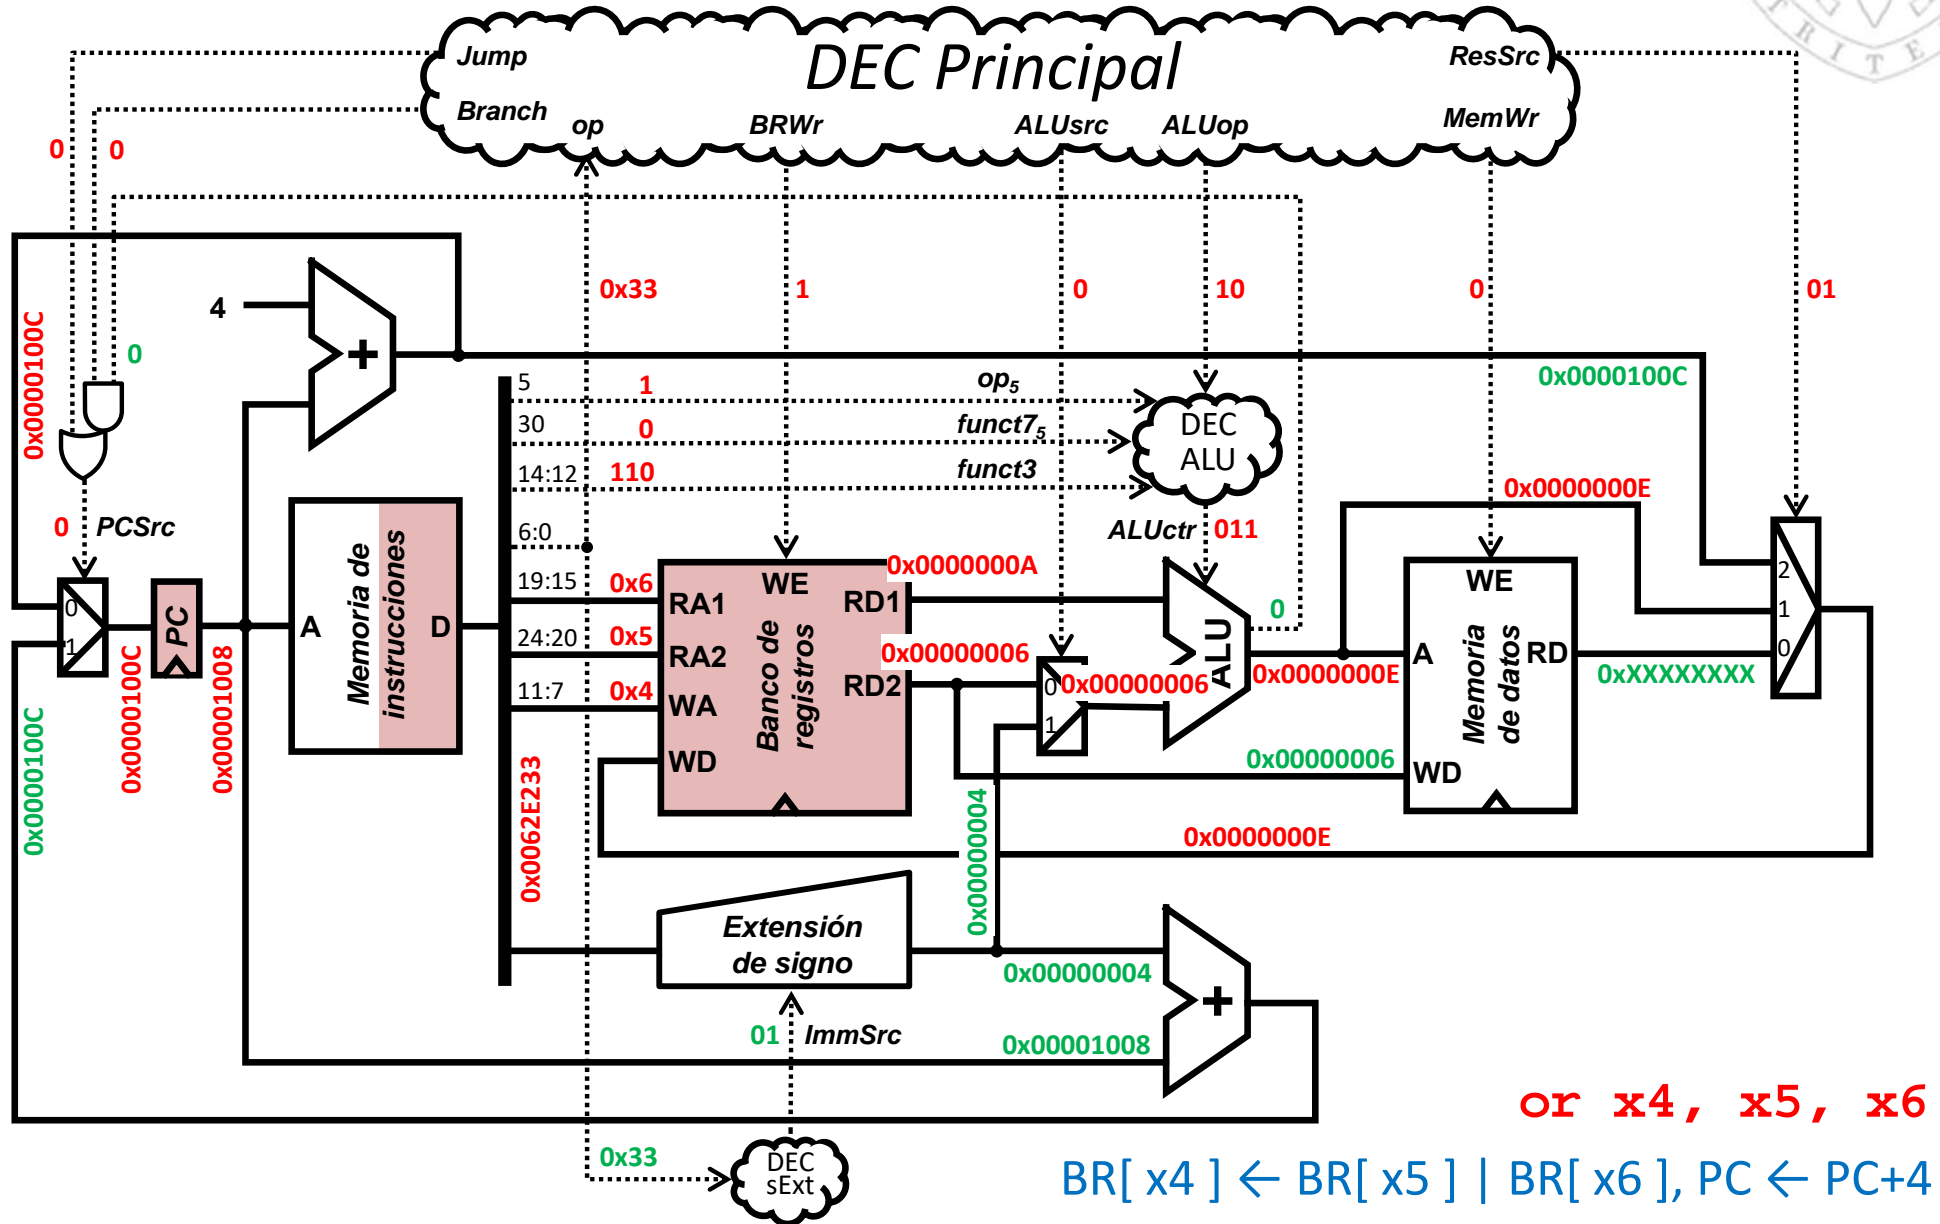 RITE
Jump
DEC Principal
ResSrc
Branch
op
BRWr
ALUsrc
ALUop
MemWr
0
0
0x33
1
0
10
0
01
4
0x0000100C
0
+
0x0000100C
5
1
op5
30
0
funct75
14:12
110
funct3
DEC
ALU
0x0000000E
0
PCSrc
6:0
ALUctr
011
0
1
PC
A
Memoria de
instrucciones
D
19:15
0x6
24:20
0x5
11:7
0x4
RA1
RA2
WA
WD
WE
Banco de
registros
RD1
RD2
0x0000000A
0x00000006
0
1
0x00000006
ALU
0
0x0000000E
WE
A
Memoria
de datos
RD
WD
0xXXXXXXXX
2
1
0
0x0000100C
0x0000100C
0x00001008
0x0062E233
0x00000006
0x00000004
0x0000000E
Extensión
de signo
0x00000004
+
01
ImmSrc
0x00001008
0x33
DEC
sExt
or x4, x5, x6
BR[ x4 ] ← BR[ x5 ] | BR[ x6 ], PC ← PC+4